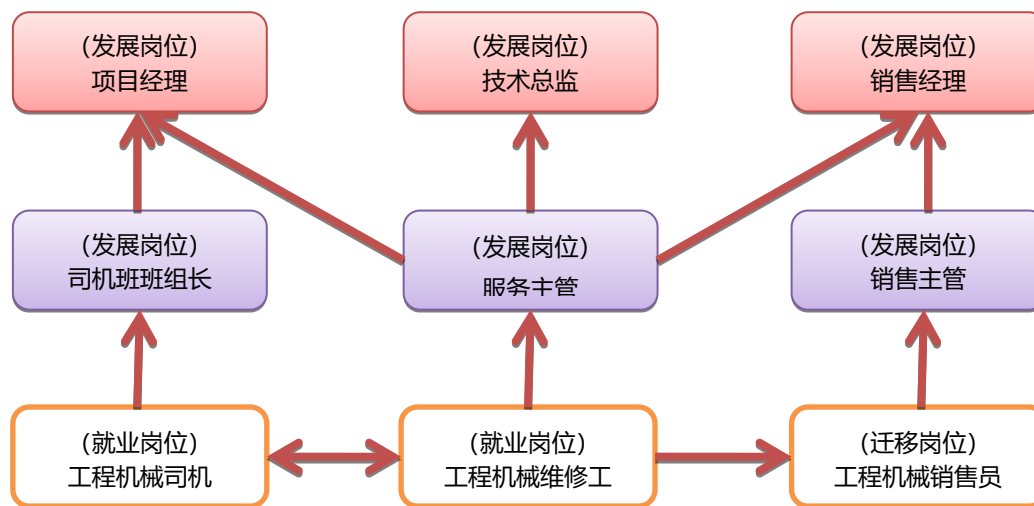 （发展岗位）
项目经理
（发展岗位）
技术总监
（发展岗位）
销售经理
（发展岗位）
司机班班组长
（发展岗位）
服务主管
（发展岗位）
销售主管
（就业岗位）
工程机械司机
（就业岗位）
工程机械维修工
（迁移岗位）
工程机械销售员